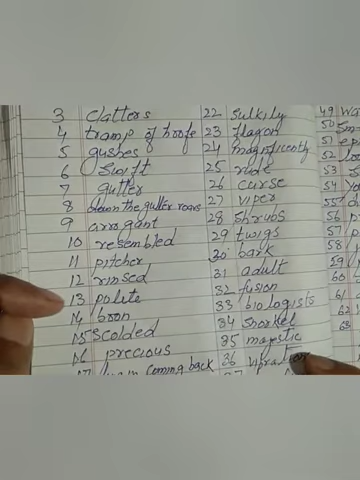 3 clatters
4 tramp of hoofs
5 gushes
6 Swift
7 gutter
8 down the gutter roars
9 arrogant
10 resembled
11 pitcher
12 rinsed
13 polite
14 boon
15 scolded
16 precious
17 coming back
22 sulkily
23 flagon
24 magnificently
25 rude
26 curse
27 viper
28 shrubs
29 twigs
30 bark
31 adult
32 fusion
33 biologists
34 snorkel
35 majestic
36 vibration
49
50
51
52
53
54
55
56
57
58
59
60
61
62
63